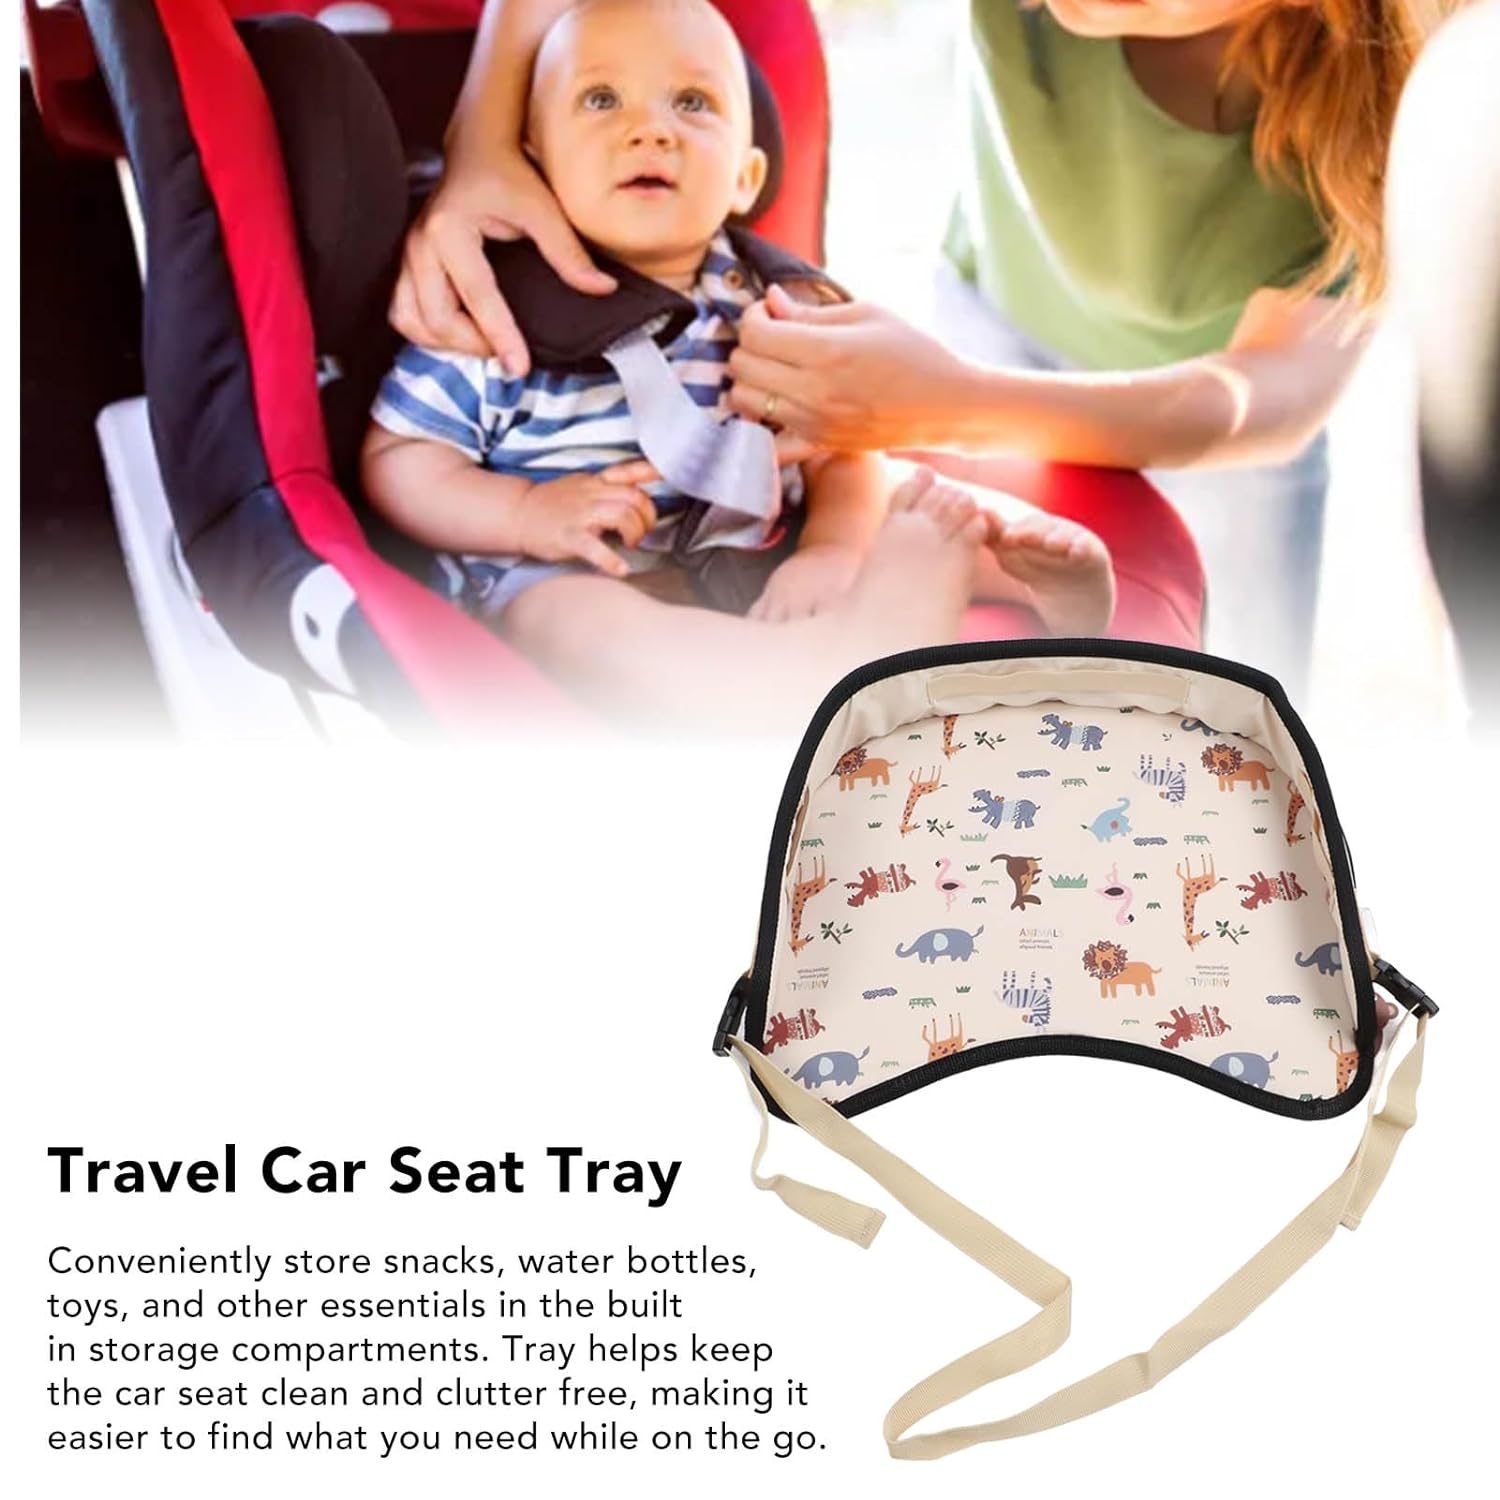 ANIMALS
Travel Car Seat Tray
Conveniently store snacks, water bottles,
toys, and other essentials in the built
in storage compartments. Tray helps keep
the car seat clean and clutter free, making it
easier to find what you need while on the go.